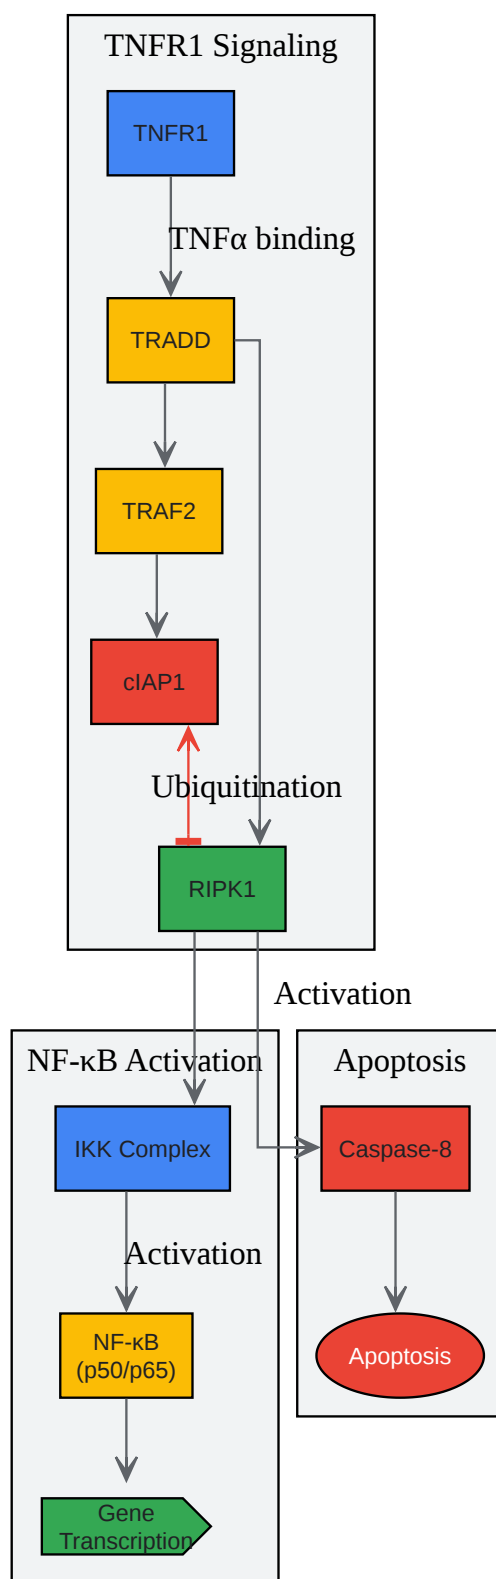 TNFR1 Signaling
TNFR1
TNFα binding
TRADD
TRAF2
cIAP1
Ubiquitination
RIPK1
Activation
NF-κB Activation
IKK Complex
Activation
NF-κB
(p50/p65)
Gene
Transcription
Apoptosis
Caspase-8
Apoptosis